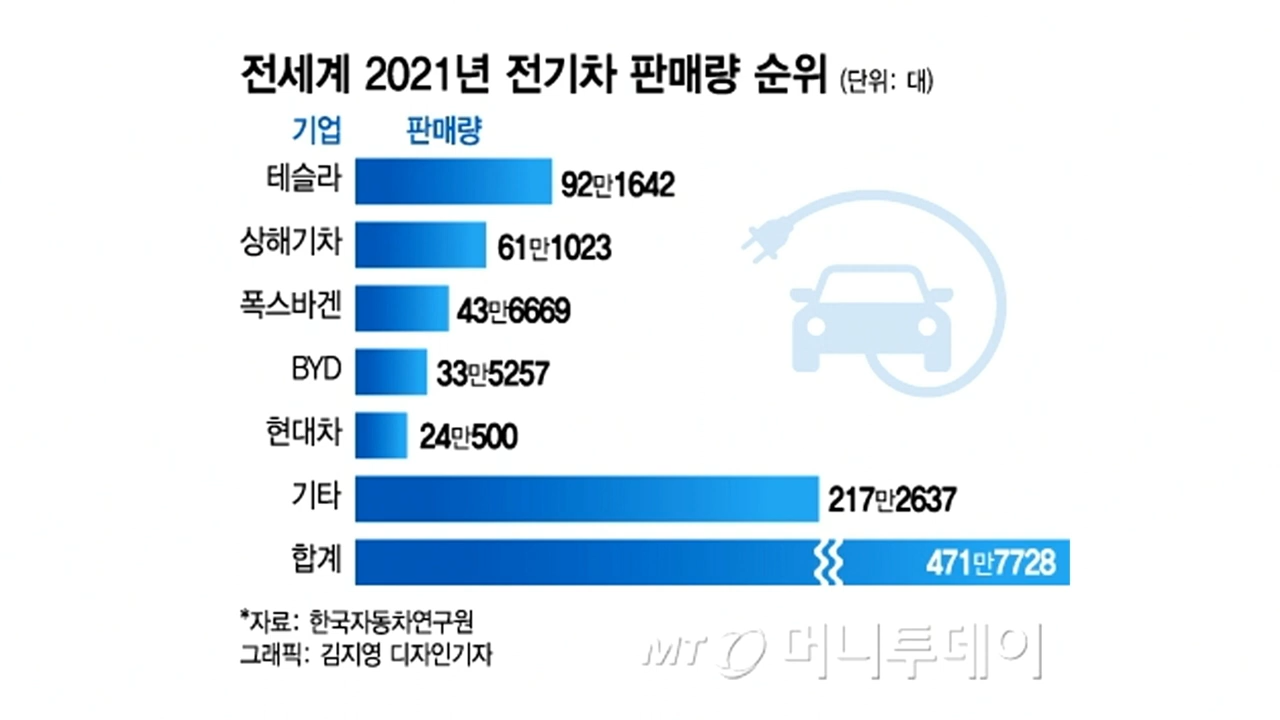 전세계 2021년 전기차 판매량 순위 (단위: 대)
기업 판매량
테슬라 92만1642
상해기차 61만1023
폭스바겐 43만6669
BYD 33만5257
현대차 24만500
기타 217만2637
합계 471만7728
*자료: 한국자동차연구원
그래픽: 김지영 디자인기자
MT 머니투데이